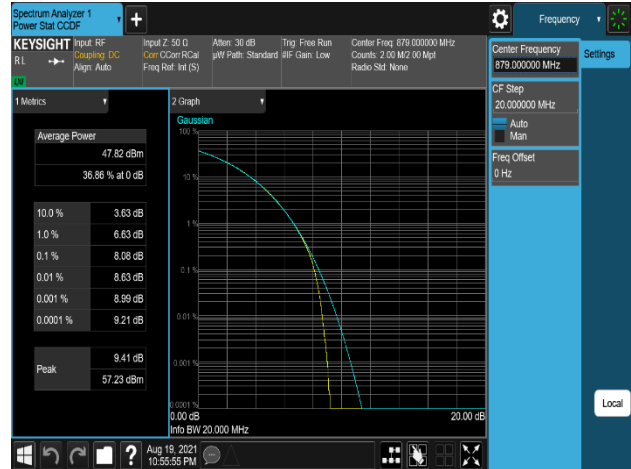 Spectrum Analyzer 1
Power Stat CCDF
Frequency
KEYSIGHT
Input: RF
Input Z: 50 Ω
Atten: 30 dB
Trig: Free Run
Center Freq: 879.000000 MHz
RL
Coupling: DC
Corr CCorr RCal
µW Path: Standard
#IF Gain: Low
Counts: 2.00 M/2.00 Mpt
Align: Auto
Freq Ref: Int (S)
Radio Std: None
LXI
Center Frequency
879.000000 MHz
Settings
CF Step
20.000000 MHz
Auto
Man
Freq Offset
0 Hz
1 Metrics
2 Graph
Average Power
47.82 dBm
36.86 % at 0 dB
10.0 % 3.63 dB
1.0 % 6.63 dB
0.1 % 8.08 dB
0.01 % 8.63 dB
0.001 % 8.99 dB
0.0001 % 9.21 dB
Peak
9.41 dB
57.23 dBm
Gaussian
100 %
10 %
1 %
0.1 %
0.01 %
0.001 %
0.0001 %
0.00 dB
20.00 dB
Info BW 20.000 MHz
Local
?
Aug 19, 2021
10:55:55 PM